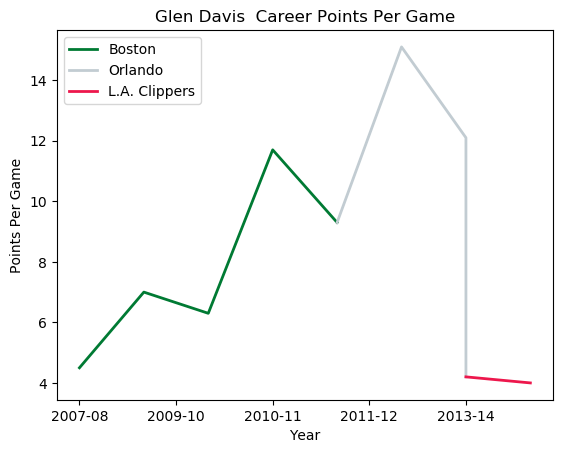 Glen Davis  Career Points Per Game
Boston
Orlando
L.A. Clippers
14
12
10
8
6
4
Points Per Game
2007-08
2009-10
2010-11
2011-12
2013-14
Year